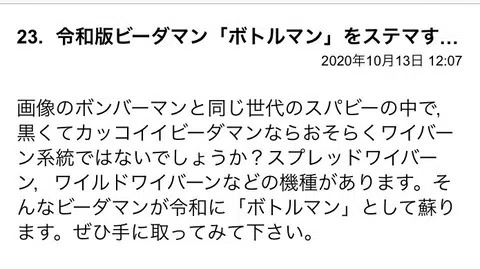 23. 令和版ビーダマン「ボトルマン」をステマす...
2020年10月13日 12:07
画像のボンバーマンと同じ世代のスパビーの中で,
黒くてカッコイイビーダマンならおそらくワイバー
ン系統ではないでしょうか？スプレッドワイバー
ン,ワイルドワイバーンなどの機種があります。そ
んなビーダマンが令和に「ボトルマン」として蘇り
ます。ぜひ手に取ってみて下さい。